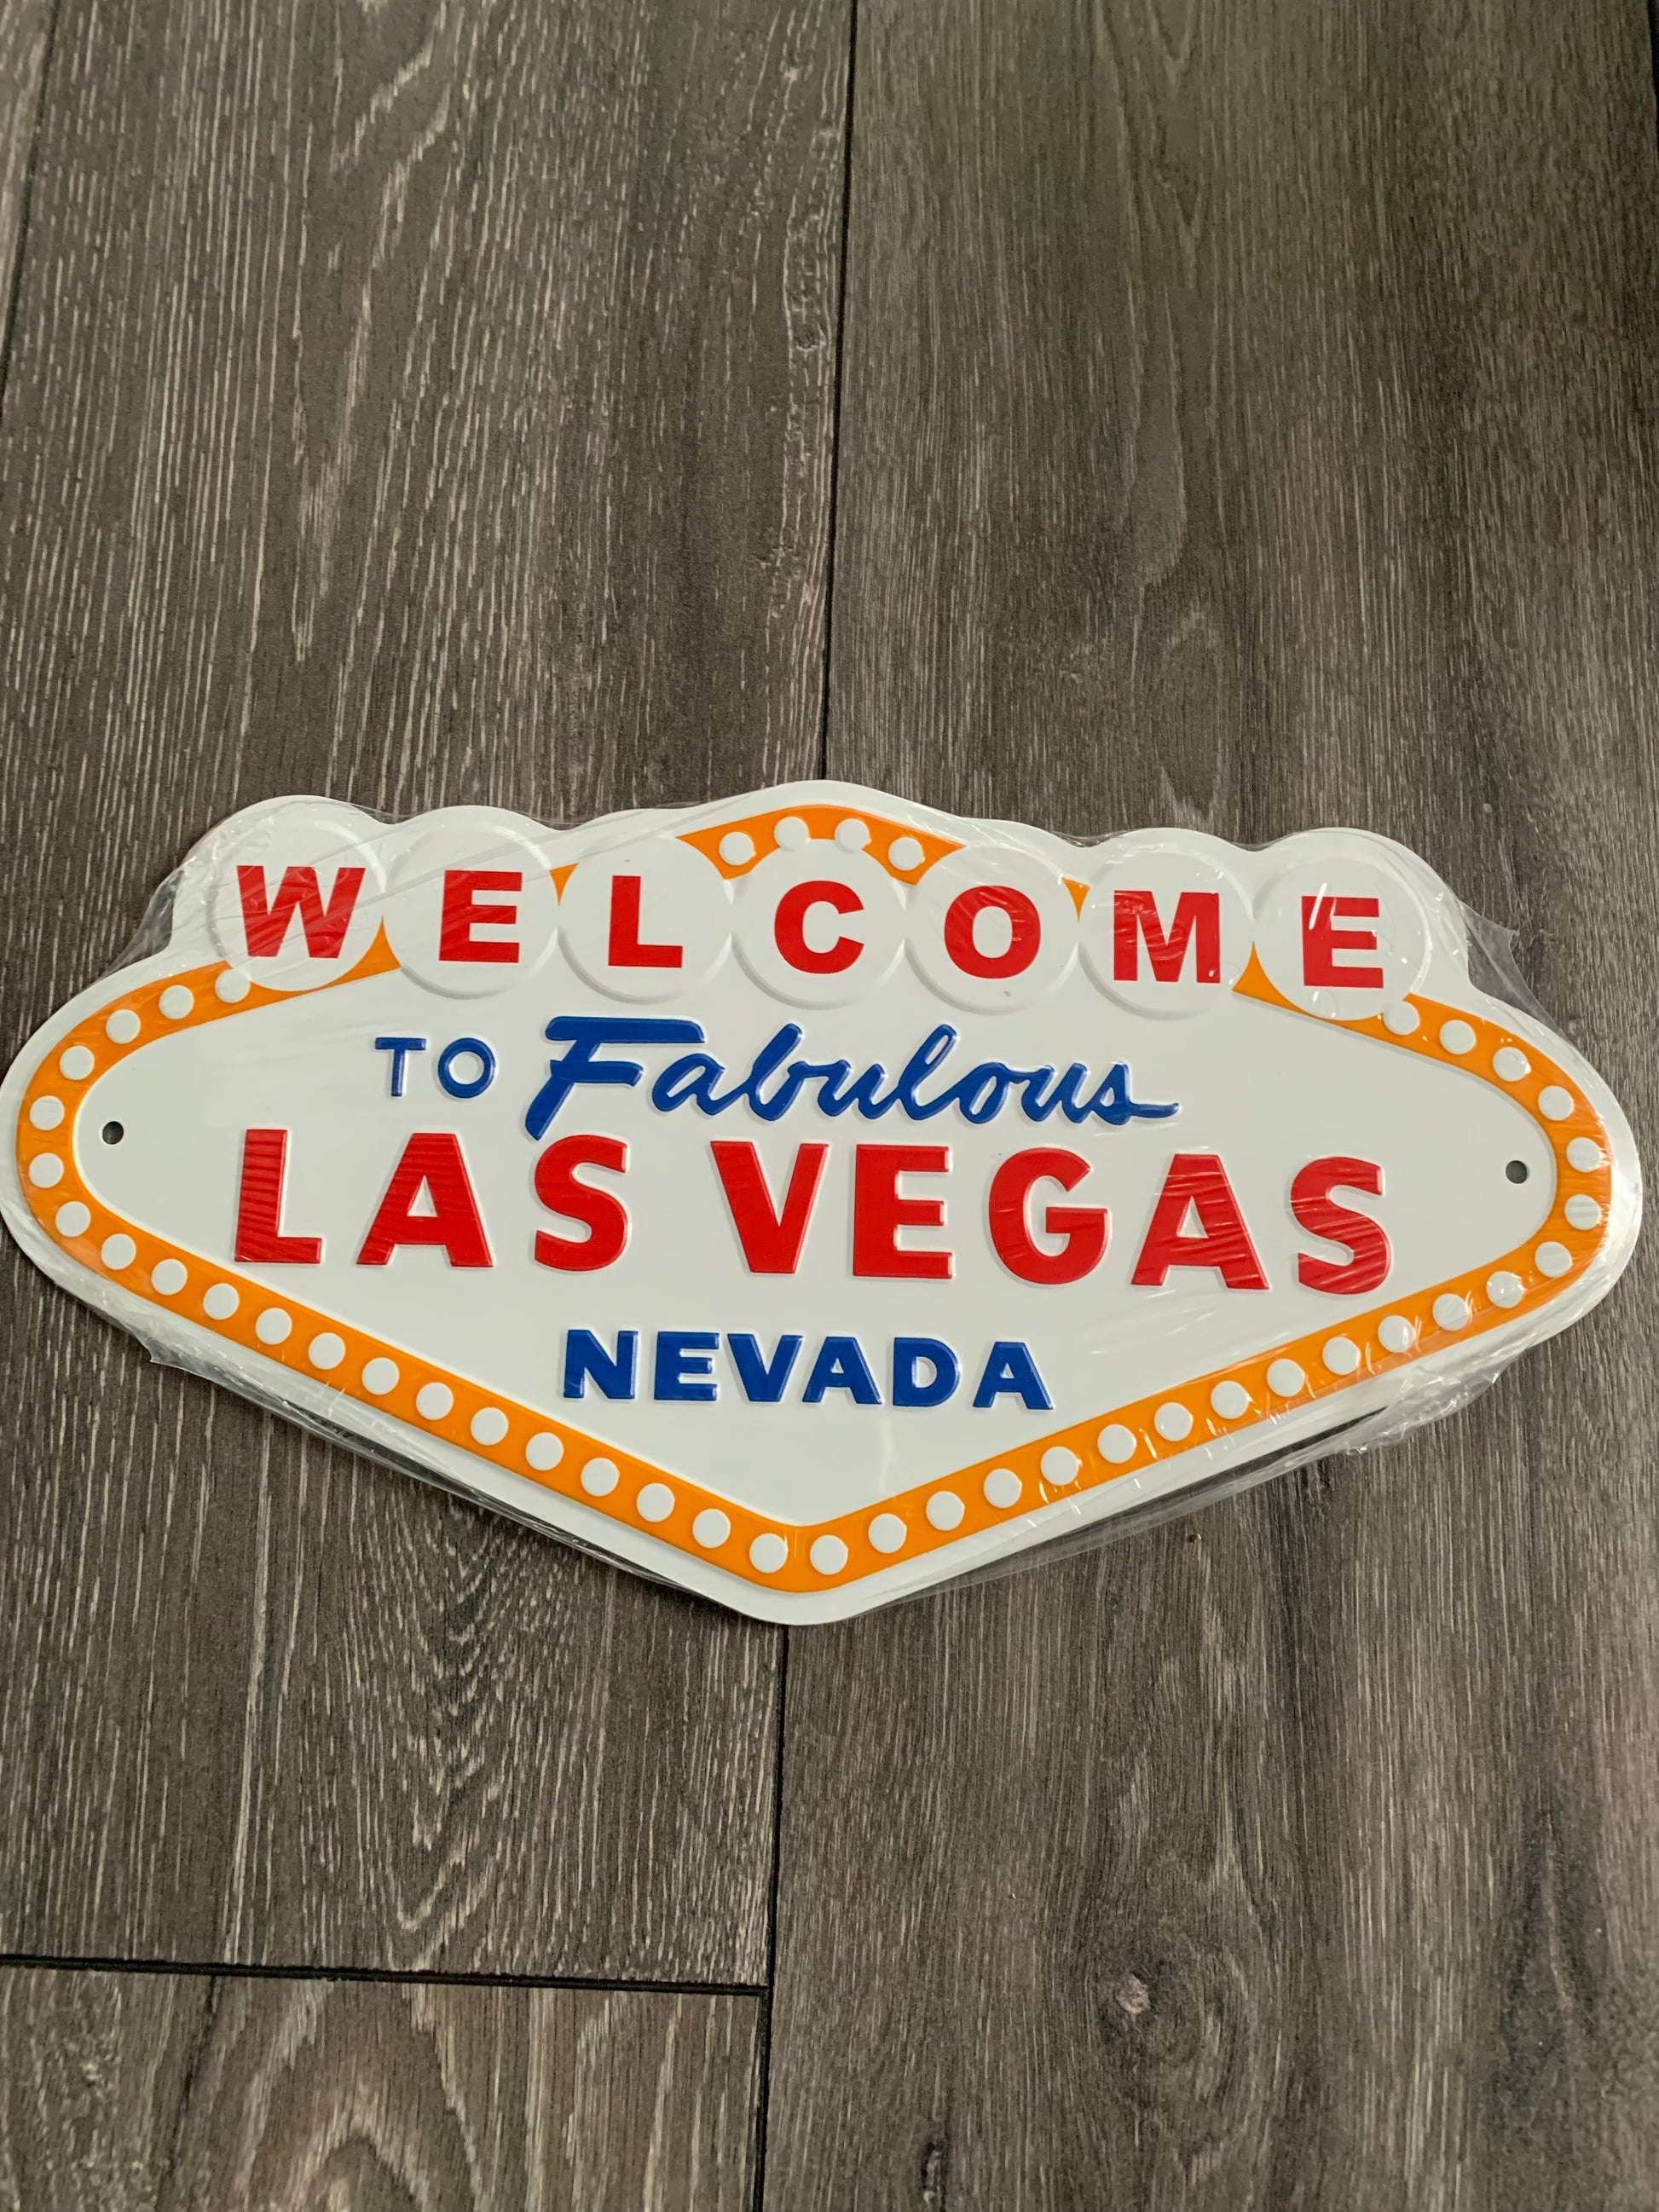 WELCOME
TO Fabulous
LAS VEGAS
NEVADA